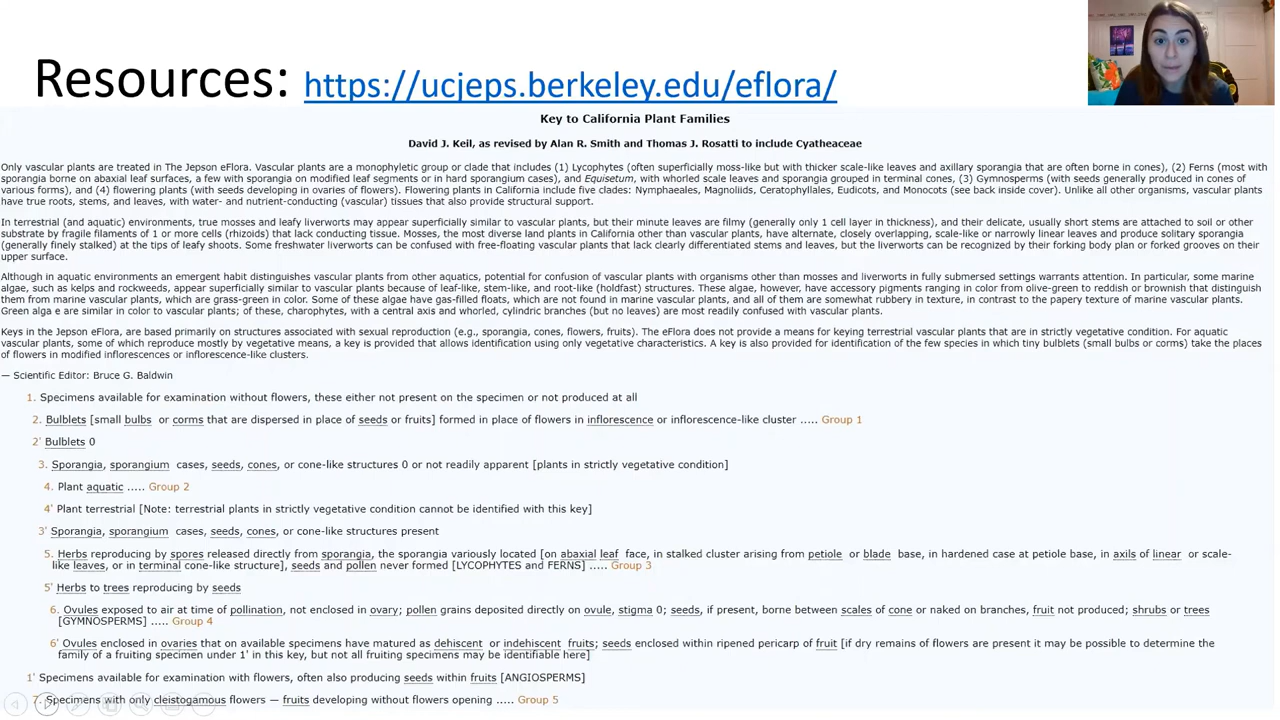 Resources: https://ucjeps.berkeley.edu/eflora/
Key to California Plant Families
David J. Keil, as revised by Alan R. Smith and Thomas J. Rosatti to include Cyatheaceae
Only vascular plants are treated in The Jepson eFlora. Vascular plants are a monophyletic group or clade that includes (1) Lycophytes (often superficially moss-like but with thicker scale-like leaves and axillary sporangia that are often borne in cones), (2) Ferns (most with
sporangia borne on abaxial leaf surfaces, a few with sporangia on modified leaf segments or in hard sporangium cases), and Equisetum, with whorled scale leaves and sporangia grouped in terminal cones, (3) Gymnosperms (with seeds generally produced in cones of
various forms), and (4) flowering plants (with seeds developing in ovaries of flowers). Flowering plants in California include five clades: Nymphaeales, Magnoliids, Ceratophyllales, Eudicots, and Monocots (see back inside cover). Unlike all other organisms, vascular plants
have true roots, stems, and leaves, with water- and nutrient-conducting (vascular) tissues that also provide structural support.
In terrestrial (and aquatic) environments, true mosses and leafy liverworts may appear superficially similar to vascular plants, but their minute leaves are filmy (generally only 1 cell layer in thickness), and their delicate, usually short stems are attached to soil or other
substrate by fragile filaments of 1 or more cells (rhizoids) that lack conducting tissue. Mosses, the most diverse land plants in California other than vascular plants, have alternate, closely overlapping, scale-like or narrowly linear leaves and produce solitary sporangia
(generally finely stalked) at the tips of leafy shoots. Some freshwater liverworts can be confused with free-floating vascular plants that lack clearly differentiated stems and leaves, but the liverworts can be recognized by their forking body plan or forked grooves on their
upper surface.
Although in aquatic environments an emergent habit distinguishes vascular plants from other aquatics, potential for confusion of vascular plants with organisms other than mosses and liverworts in fully submersed settings warrants attention. In particular, some marine
algae, such as kelps and rockweeds, appear superficially similar to vascular plants because of leaf-like, stem-like, and root-like (holdfast) structures. These algae, however, have accessory pigments ranging in color from olive-green to reddish or brownish that distinguish
them from marine vascular plants, which are grass-green in color. Some of these algae have gas-filled floats, which are not found in marine vascular plants, and all of them are somewhat rubbery in texture, in contrast to the papery texture of marine vascular plants.
Green alga e are similar in color to vascular plants; of these, charophytes, with a central axis and whorled, cylindric branches (but no leaves) are most readily confused with vascular plants.
Keys in the Jepson eFlora, are based primarily on structures associated with sexual reproduction (e.g., sporangia, cones, flowers, fruits). The eFlora does not provide a means for keying terrestrial vascular plants that are in strictly vegetative condition. For aquatic
vascular plants, some of which reproduce mostly by vegetative means, a key is provided that allows identification using only vegetative characteristics. A key is also provided for identification of the few species in which tiny bulblets (small bulbs or corms) take the places
of flowers in modified inflorescences or inflorescence-like clusters.
— Scientific Editor: Bruce G. Baldwin
1. Specimens available for examination without flowers, these either not present on the specimen or not produced at all
2. Bulblets [small bulbs or corms that are dispersed in place of seeds or fruits] formed in place of flowers in inflorescence or inflorescence-like cluster ..... Group 1
2' Bulblets 0
3. Sporangia, sporangium cases, seeds, cones, or cone-like structures 0 or not readily apparent [plants in strictly vegetative condition]
4. Plant aquatic ..... Group 2
4' Plant terrestrial [Note: terrestrial plants in strictly vegetative condition cannot be identified with this key]
3' Sporangia, sporangium cases, seeds, cones, or cone-like structures present
5. Herbs reproducing by spores released directly from sporangia, the sporangia variously located [on abaxial leaf face, in stalked cluster arising from petiole or blade base, in hardened case at petiole base, in axils of linear or scale-
like leaves, or in terminal cone-like structure], seeds and pollen never formed [LYCOPHYTES and FERNS] ..... Group 3
5' Herbs to trees reproducing by seeds
6. Ovules exposed to air at time of pollination, not enclosed in ovary; pollen grains deposited directly on ovule, stigma 0; seeds, if present, borne between scales of cone or naked on branches, fruit not produced; shrubs or trees
[GYMNOSPERMS] ..... Group 4
6' Ovules enclosed in ovaries that on available specimens have matured as dehiscent or indehiscent fruits; seeds enclosed within ripened pericarp of fruit [if dry remains of flowers are present it may be possible to determine the
family of a fruiting specimen under 1' in this key, but not all fruiting specimens may be identifiable here]
1' Specimens available for examination with flowers, often also producing seeds within fruits [ANGIOSPERMS]
7. Specimens with only cleistogamous flowers — fruits developing without flowers opening ..... Group 5